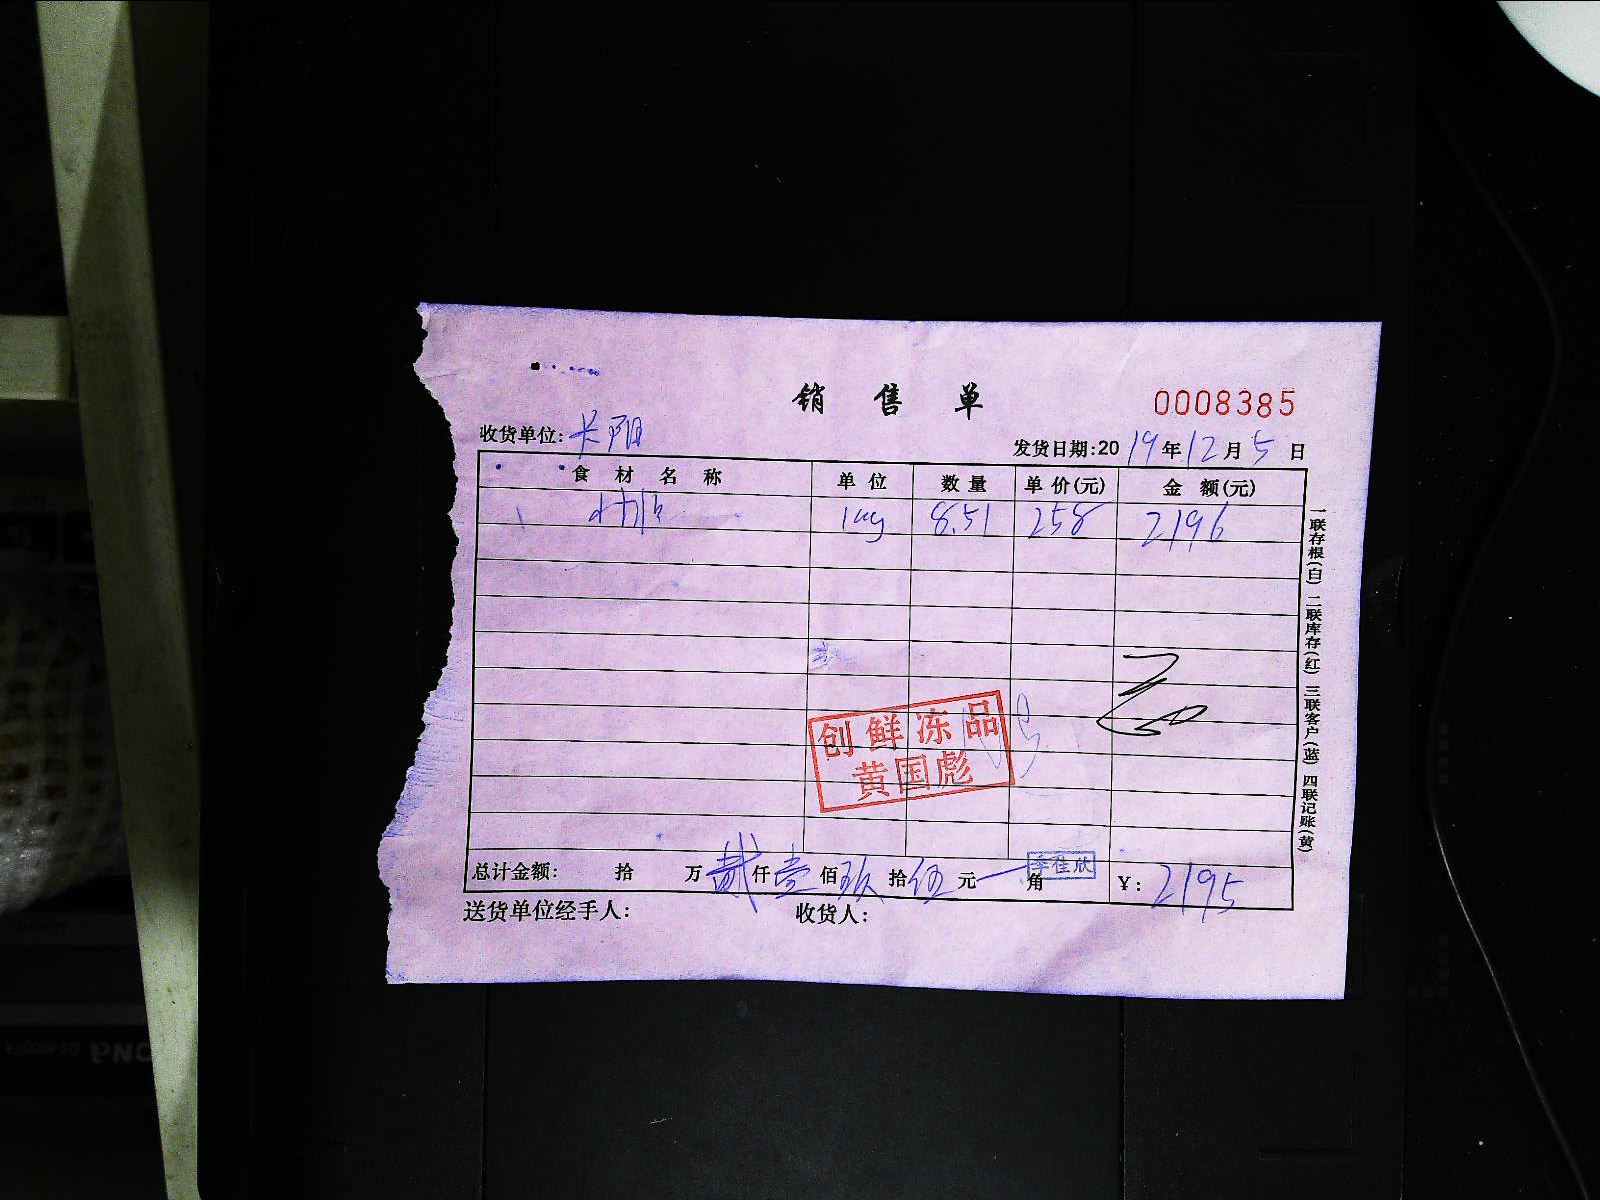 销售单
0008385
收货单位: 长阳
发货日期:2019年12月5日
食材名称 单位 数量 单价(元) 金额(元)
1kg 8.51 258 2196
创鲜冻品
黄国彪
总计金额: 拾 万贰仟壹佰玖拾伍元一角 ¥: 2195
李佳欣
送货单位经手人: 收货人:
一联存根(白) 二联库存(红) 三联客户(蓝) 四联记账(黄)